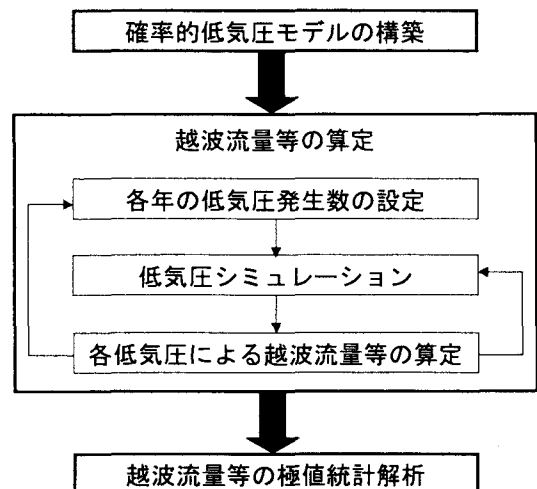 確率的低気圧モデルの構築
越波流量等の算定
各年の低気圧発生数の設定
低気圧シミュレーション
各低気圧による越波流量等の算定
越波流量等の極値統計解析